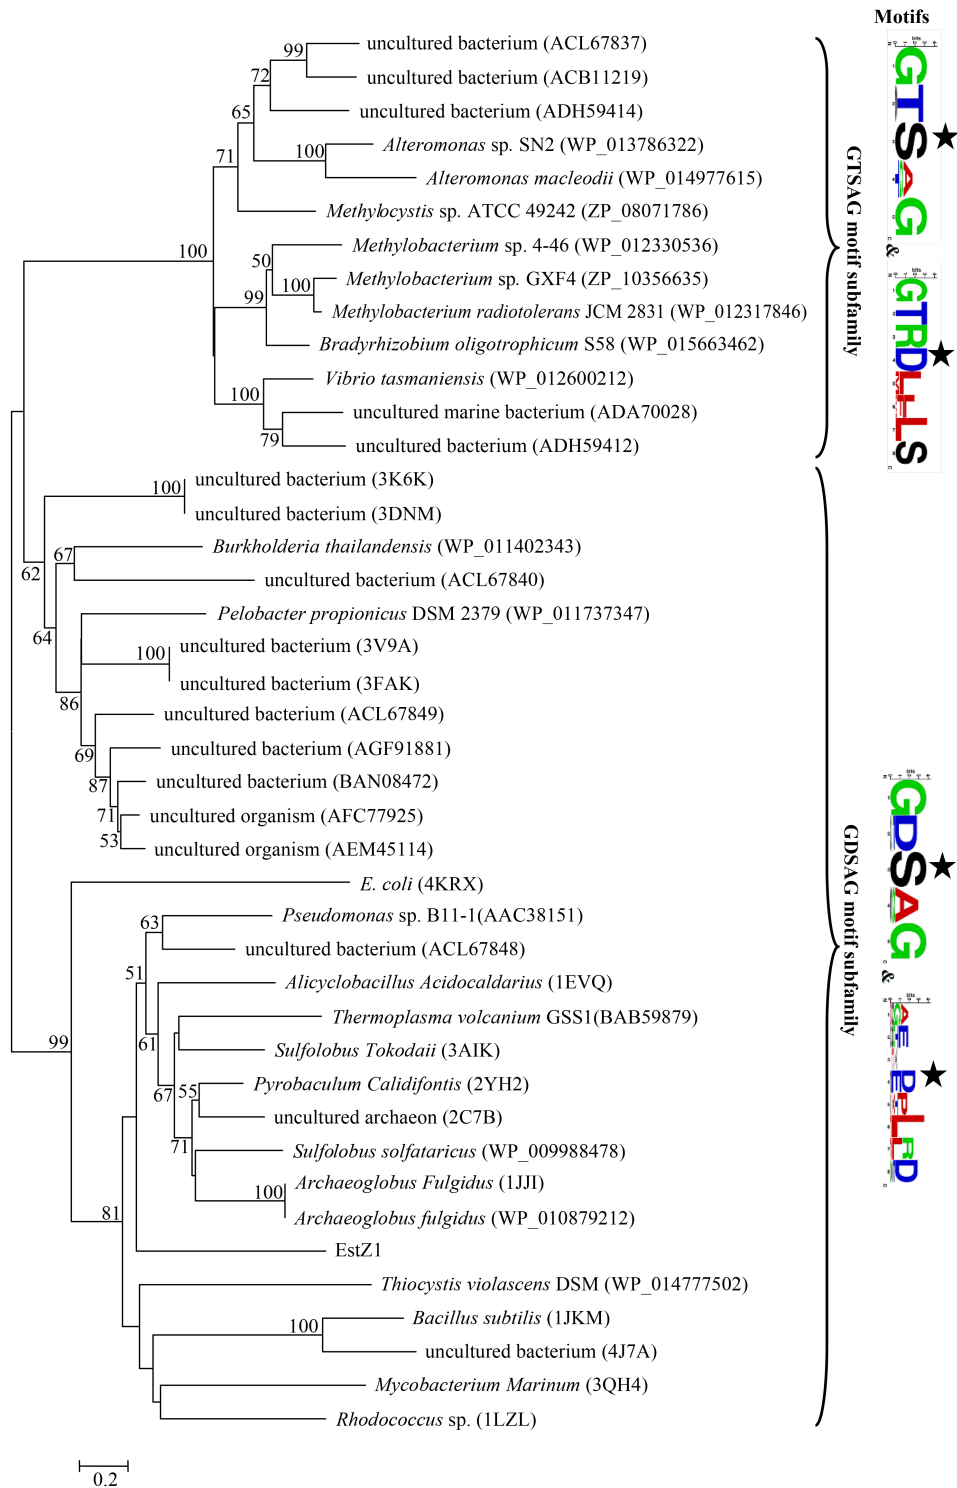 Motifs
99
uncultured bacterium (ACL67837)
72
uncultured bacterium (ACB11219)
65
uncultured bacterium (ADH59414)
100
Alteromonas sp. SN2 (WP_013786322)
71
Alteromonas macleodii (WP_014977615)
Methylocystis sp. ATCC 49242 (ZP_08071786)
100
Methylobacterium sp. 4-46 (WP_012330536)
50
Methylobacterium sp. GXF4 (ZP_10356635)
100
99
Methylobacterium radiotolerans JCM 2831 (WP_012317846)
Bradyrhizobium oligotrophicum S58 (WP_015663462)
Vibrio tasmaniensis (WP_012600212)
100
uncultured marine bacterium (ADA70028)
79
uncultured bacterium (ADH59412)
GTSAG motif subfamily
GTSAG
&
GTRDLLLS
uncultured bacterium (3K6K)
100
uncultured bacterium (3DNM)
Burkholderia thailandensis (WP_011402343)
67
62
uncultured bacterium (ACL67840)
Pelobacter propionicus DSM 2379 (WP_011737347)
64
uncultured bacterium (3V9A)
100
uncultured bacterium (3FAK)
86
uncultured bacterium (ACL67849)
69
uncultured bacterium (AGF91881)
87
uncultured bacterium (BAN08472)
71
uncultured organism (AFC77925)
53
uncultured organism (AEM45114)
E. coli (4KRX)
63
Pseudomonas sp. B11-1(AAC38151)
uncultured bacterium (ACL67848)
51
Alicyclobacillus Acidocaldarius (1EVQ)
Thermoplasma volcanium GSS1(BAB59879)
99
61
Sulfolobus Tokodaii (3AIK)
67
55
Pyrobaculum Calidifontis (2YH2)
uncultured archaeon (2C7B)
71
Sulfolobus solfataricus (WP_009988478)
Archaeoglobus Fulgidus (1JJI)
100
81
Archaeoglobus fulgidus (WP_010879212)
EstZ1
Thiocystis violascens DSM (WP_014777502)
Bacillus subtilis (1JKM)
100
uncultured bacterium (4J7A)
Mycobacterium Marinum (3QH4)
Rhodococcus sp. (1LZL)
GDSAG motif subfamily
GDSAG
&
0.2